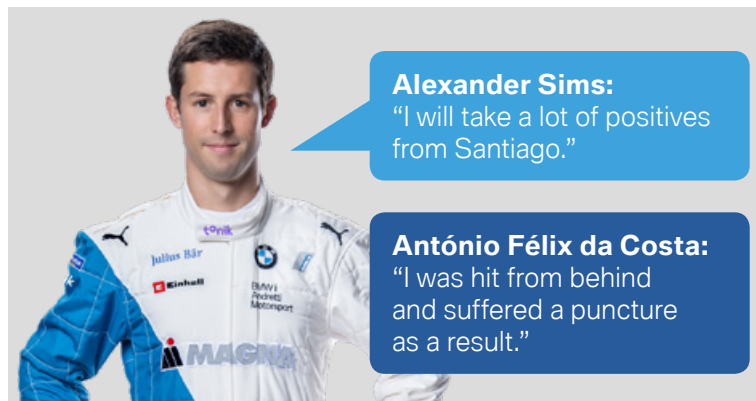 Alexander Sims:
“I will take a lot of positives
from Santiago.”
António Félix da Costa:
“I was hit from behind
and suffered a puncture
as a result.”
tonik
Julius Bär
BMW
Einhell
BMW i
Andretti
Motorsport
MAGNA